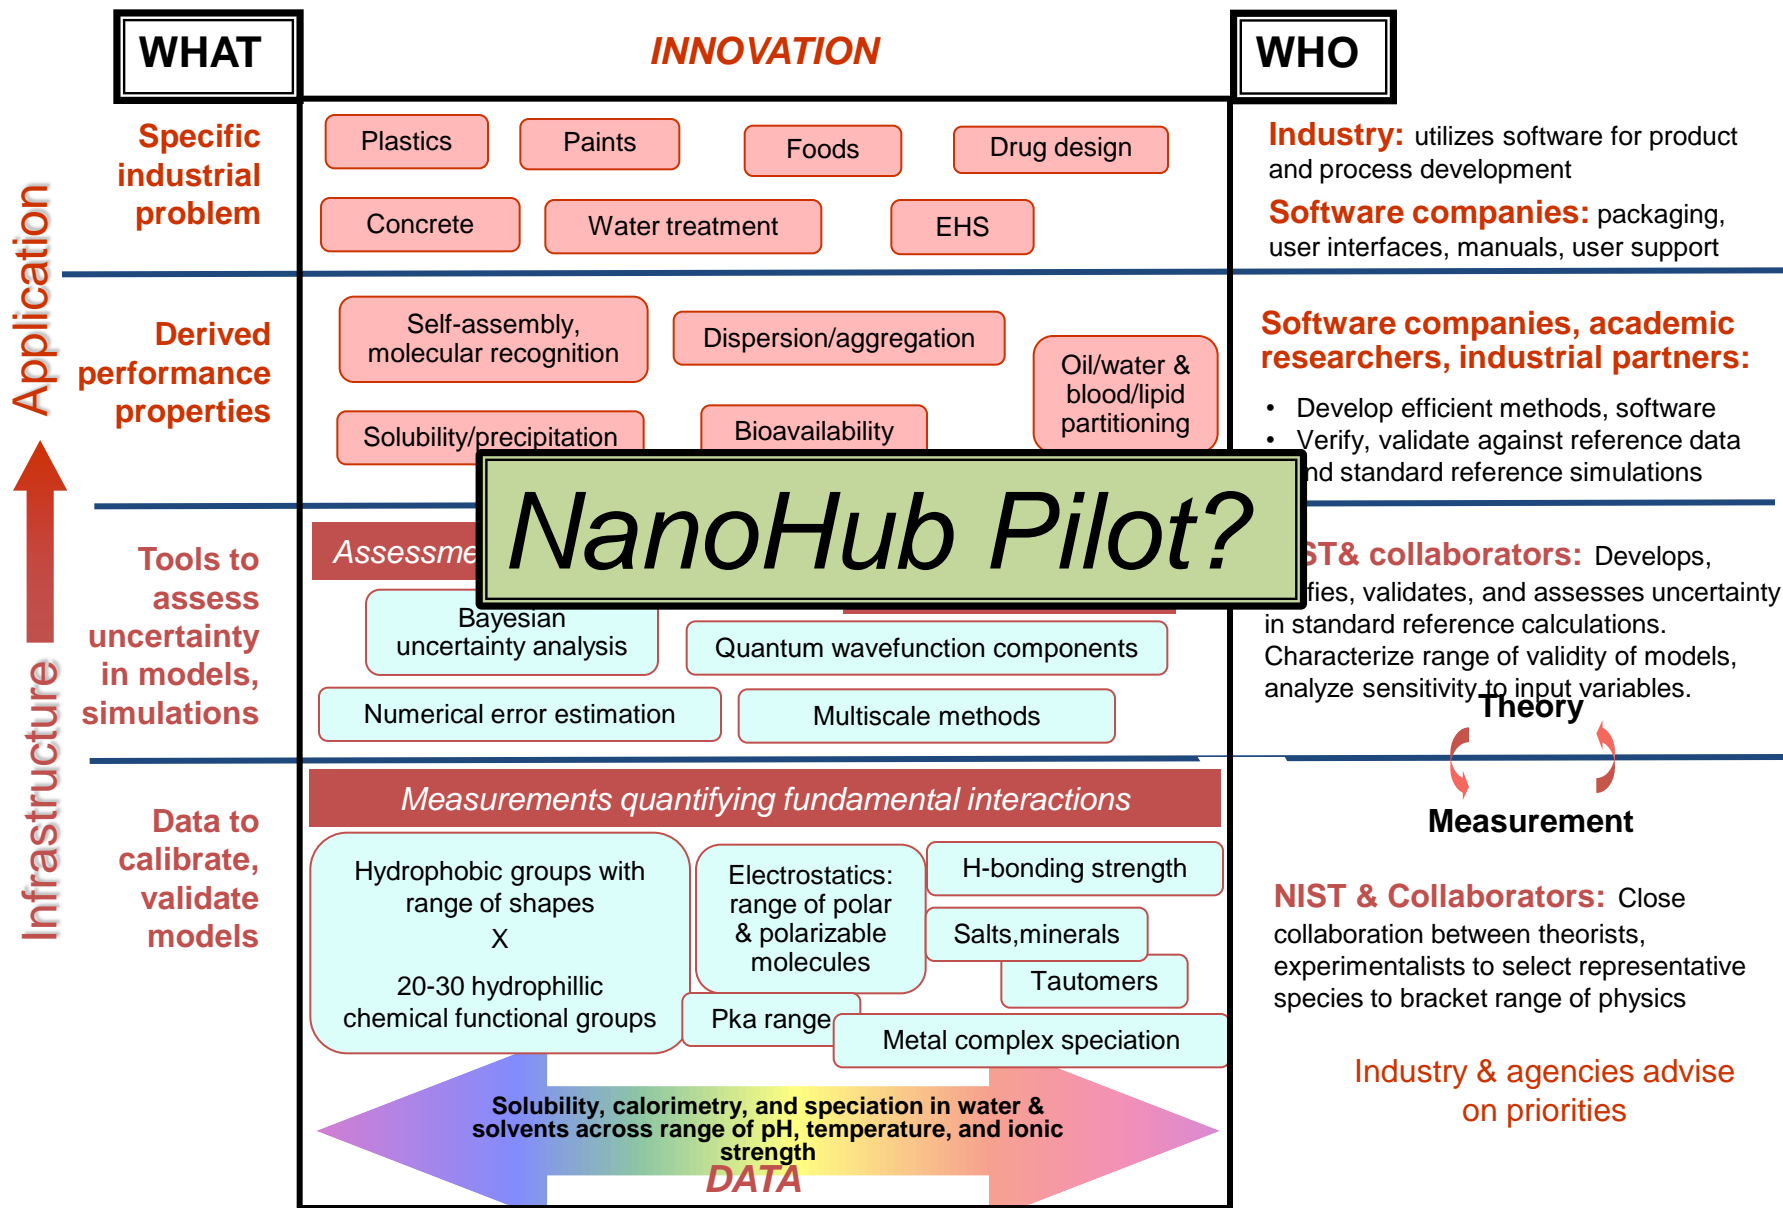 WHAT
INNOVATION
WHO
Application
Infrastructure
Specific
industrial
problem
Plastics
Paints
Foods
Drug design
Concrete
Water treatment
EHS
Industry: utilizes software for product
and process development
Software companies: packaging,
user interfaces, manuals, user support
Derived
performance
properties
Self-assembly,
molecular recognition
Dispersion/aggregation
Oil/water &
blood/lipid
partitioning
Solubility/precipitation
Bioavailability
Software companies, academic
researchers, industrial partners:
• Develop efficient methods, software
• Verify, validate against reference data
nd standard reference simulations
NanoHub Pilot?
Tools to
assess
uncertainty
in models,
simulations
Assessme
Bayesian
uncertainty analysis
Quantum wavefunction components
Numerical error estimation
Multiscale methods
ST& collaborators: Develops,
fies, validates, and assesses uncertainty
in standard reference calculations.
Characterize range of validity of models,
analyze sensitivity to input variables.
Theory
Measurement
Data to
calibrate,
validate
models
Measurements quantifying fundamental interactions
Hydrophobic groups with
range of shapes
X
20-30 hydrophillic
chemical functional groups
Electrostatics:
range of polar
& polarizable
molecules
H-bonding strength
Salts,minerals
Tautomers
Pka range
Metal complex speciation
NIST & Collaborators: Close
collaboration between theorists,
experimentalists to select representative
species to bracket range of physics
Industry & agencies advise
on priorities
Solubility, calorimetry, and speciation in water &
solvents across range of pH, temperature, and ionic
strength
DATA